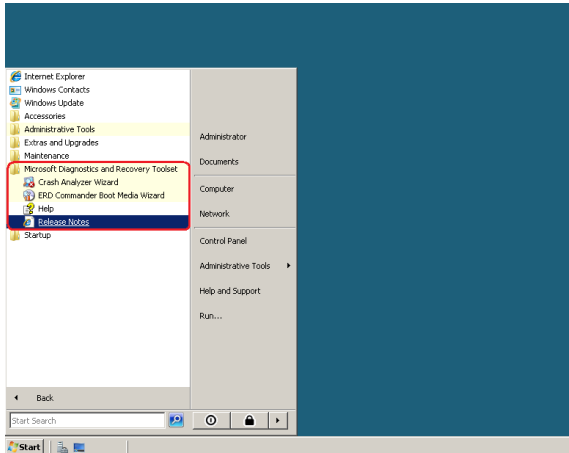 Internet Explorer
Windows Contacts
Windows Update
Accessories
Administrative Tools
Extras and Upgrades
Maintenance
Microsoft Diagnostics and Recovery Toolset
Crash Analyzer Wizard
ERD Commander Boot Media Wizard
Help
Release Notes
Startup
Back
Start Search
Administrator
Documents
Computer
Network
Control Panel
Administrative Tools
Help and Support
Run...
Start